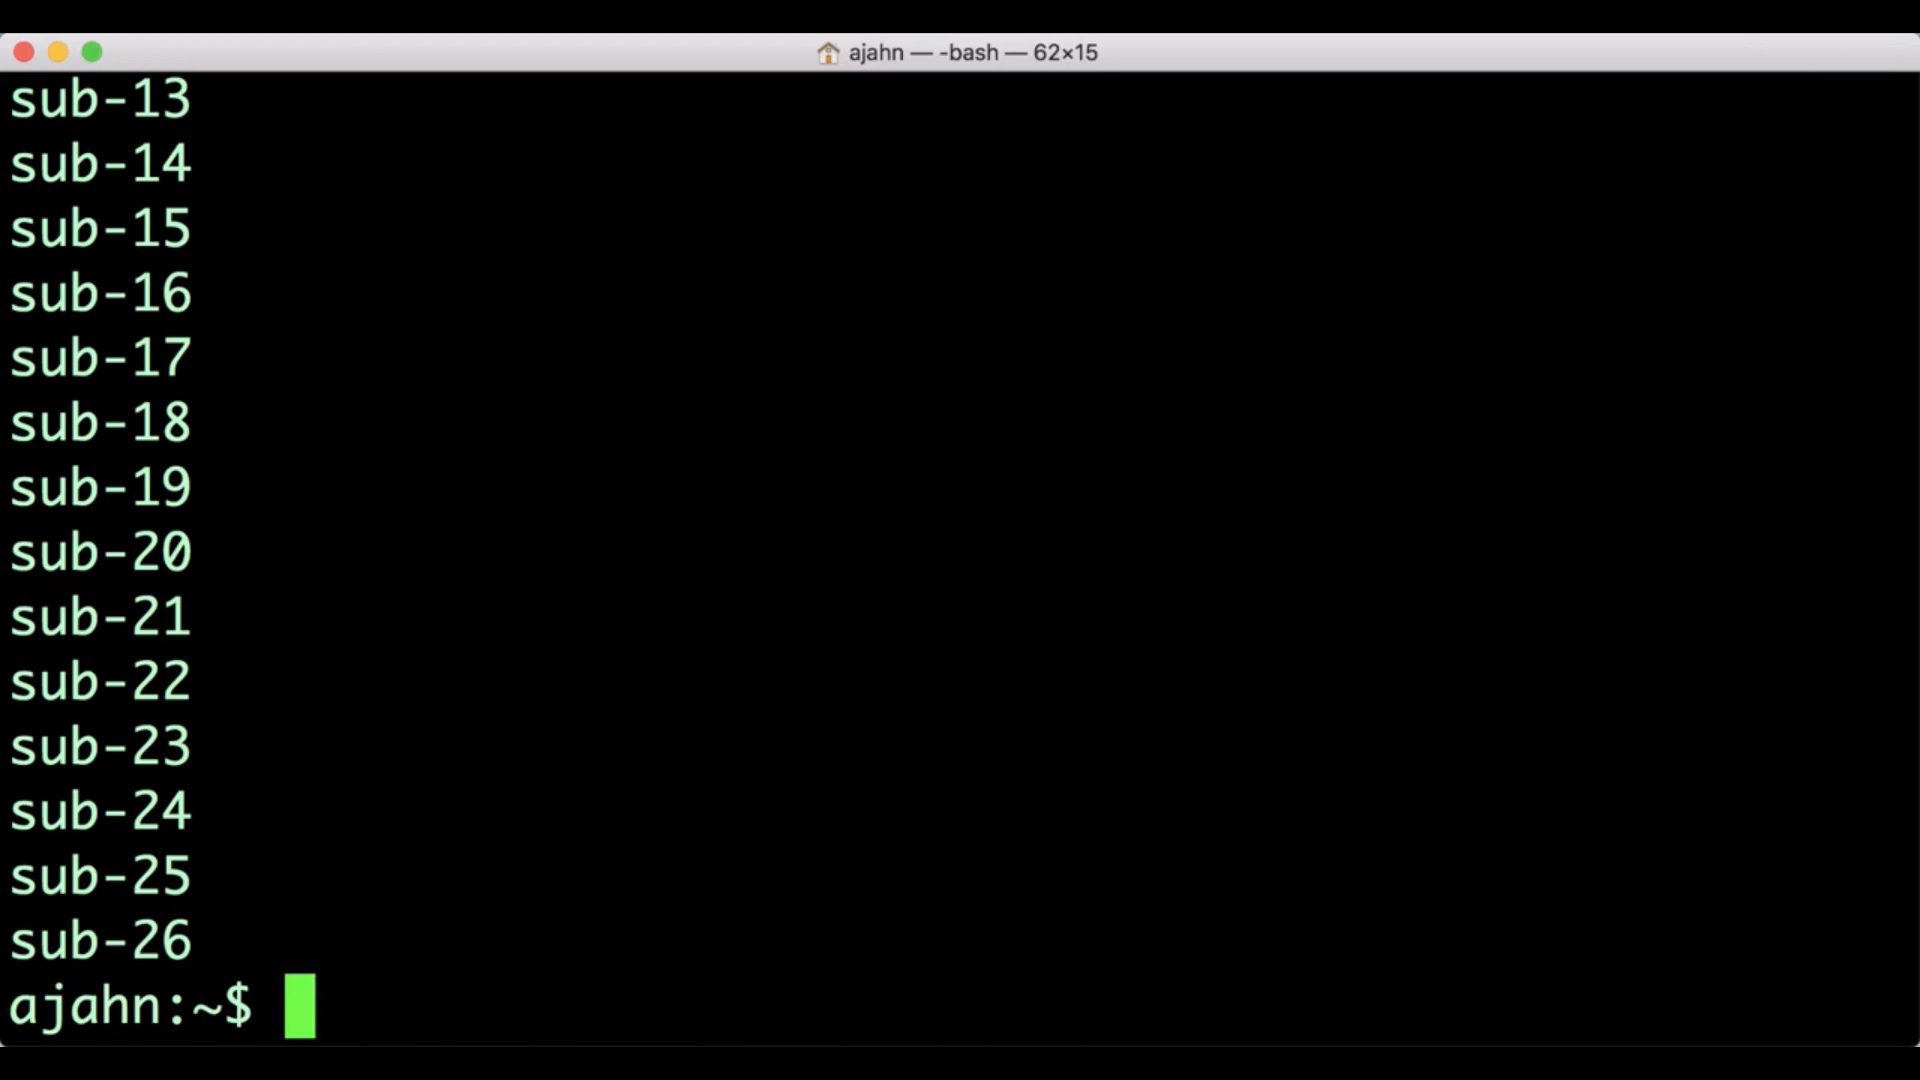 ajahn — -bash — 62×15
sub-13
sub-14
sub-15
sub-16
sub-17
sub-18
sub-19
sub-20
sub-21
sub-22
sub-23
sub-24
sub-25
sub-26
ajahn:~$